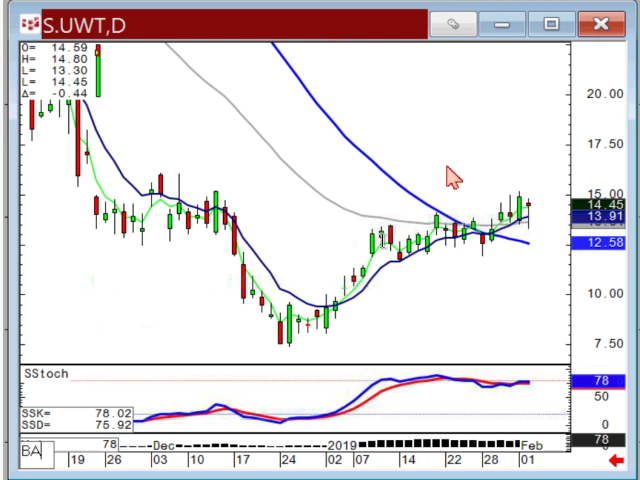 S.UWT,D
O= 14.59
H= 14.80
L= 13.30
L= 14.45
Δ= -0.44
20.00
17.50
15.00
14.45
13.91
12.58
10.00
7.50
SStoch
78
50
0
SSK= 78.02
SSD= 75.92
78
Dec
2019
Feb
78
BA
19 26 03 10 17 24 02 07 14 22 28 01